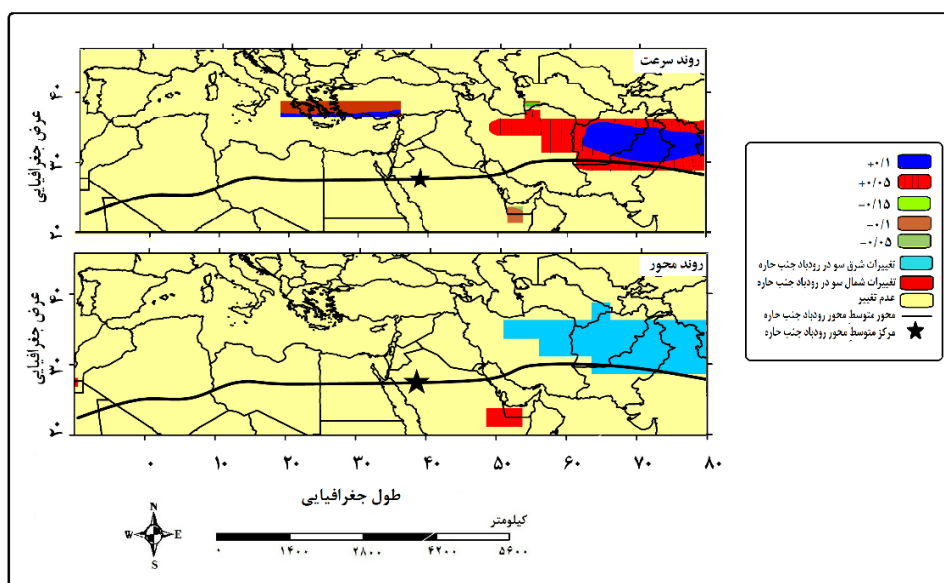 روند سرعت
۴۰
۳۰
۲۰
عرض جغرافیایی
روند محور
۴۰
۳۰
۲۰
عرض جغرافیایی
۰ ۱۰ ۲۰ ۳۰ ۴۰ ۵۰ ۶۰ ۷۰ ۸۰
طول جغرافیایی
N
W E
S
کیلومتر
۰ ۱۴۰۰ ۲۸۰۰ ۴۲۰۰ ۵۶۰۰
+۰/۱
+۰/۰۵
-۰/۱۵
-۰/۱
-۰/۰۵
تغییرات شرق سو در رودباد جنب حاره
تغییرات شمال سو در رودباد جنب حاره
عدم تغییر
محور متوسط محور رودباد جنب حاره
مرکز متوسط محور رودباد جنب حاره